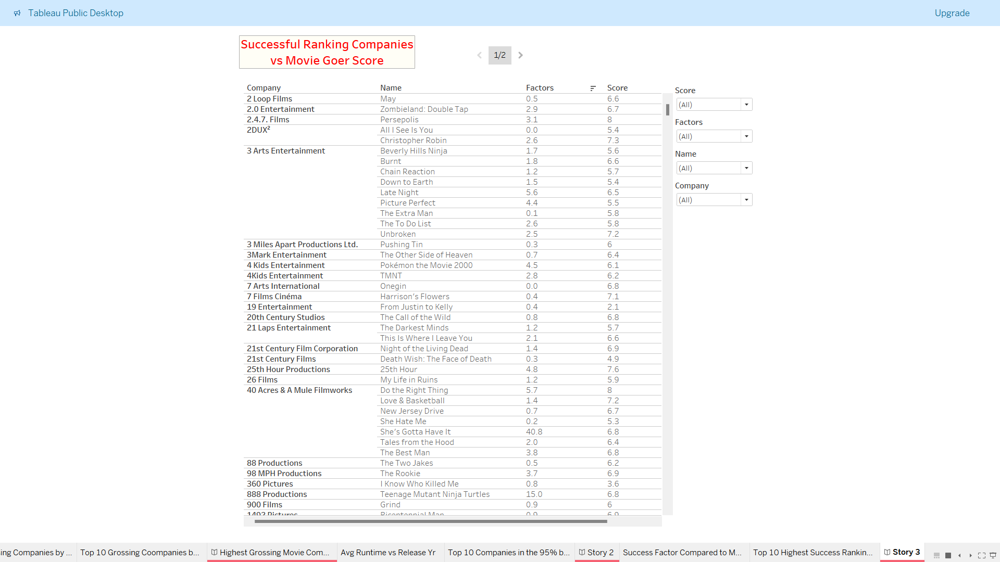 Tableau Public Desktop
Upgrade
Successful Ranking Companies
vs Movie Goer Score
1/2
Company Name Factors Score
2 Loop Films May 0.5 6.6
2.0 Entertainment Zombieland: Double Tap 2.9 6.7
2.4.7. Films Persepolis 3.1 8
2DUX² All I See Is You 0.0 5.4
Christopher Robin 2.6 7.3
3 Arts Entertainment Beverly Hills Ninja 1.7 5.6
Burnt 1.8 6.6
Chain Reaction 1.2 5.7
Down to Earth 1.5 5.4
Late Night 5.6 6.5
Picture Perfect 4.4 5.5
The Extra Man 0.1 5.8
The To Do List 2.6 5.8
Unbroken 2.5 7.2
3 Miles Apart Productions Ltd. Pushing Tin 0.3 6
3Mark Entertainment The Other Side of Heaven 0.7 6.4
4 Kids Entertainment Pokémon the Movie 2000 4.5 6.1
4Kids Entertainment TMNT 2.8 6.2
7 Arts International Onegin 0.0 6.8
7 Films Cinéma Harrison's Flowers 0.4 7.1
19 Entertainment From Justin to Kelly 0.4 2.1
20th Century Studios The Call of the Wild 0.8 6.8
21 Laps Entertainment The Darkest Minds 1.2 5.7
This Is Where I Leave You 2.1 6.6
21st Century Film Corporation Night of the Living Dead 1.4 6.9
21st Century Films Death Wish: The Face of Death 0.3 4.9
25th Hour Productions 25th Hour 4.8 7.6
26 Films My Life in Ruins 1.2 5.9
40 Acres & A Mule Filmworks Do the Right Thing 5.7 8
Love & Basketball 1.4 7.2
New Jersey Drive 0.7 6.7
She Hate Me 0.2 5.3
She's Gotta Have It 40.8 6.8
Tales from the Hood 2.0 6.4
The Best Man 3.8 6.8
88 Productions The Two Jakes 0.5 6.2
98 MPH Productions The Rookie 3.7 6.9
360 Pictures I Know Who Killed Me 0.8 3.6
888 Productions Teenage Mutant Ninja Turtles 15.0 6.8
900 Films Grind 0.9 6
1492 Pictures Bicentennial Man 0.9 6.9
Score
(All)
Factors
(All)
Name
(All)
Company
(All)
ing Companies by ... Top 10 Grossing Coompanies b... Highest Grossing Movie Com... Avg Runtime vs Release Yr Top 10 Companies in the 95% b... Story 2 Success Factor Compared to M... Top 10 Highest Success Rankin... Story 3